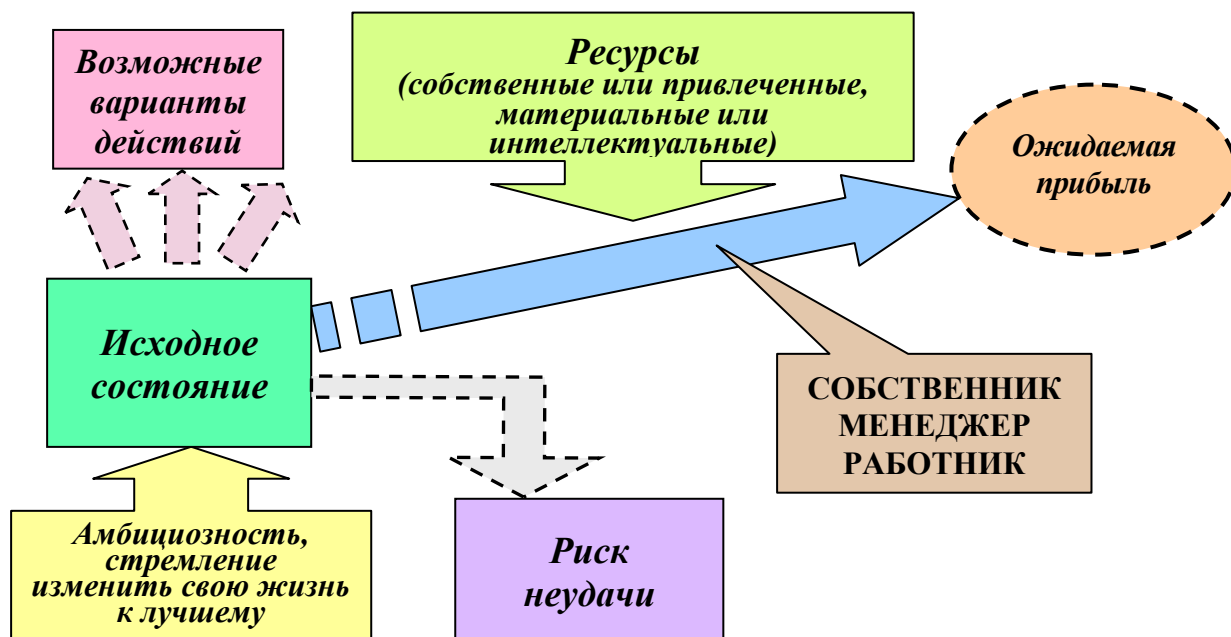 Возможные
варианты
действий
Ресурсы
(собственные или привлеченные,
материальные или
интеллектуальные)
Ожидаемая
прибыль
Исходное
состояние
СОБСТВЕННИК
МЕНЕДЖЕР
РАБОТНИК
Амбициозность,
стремление
изменить свою жизнь
к лучшему
Риск
неудачи